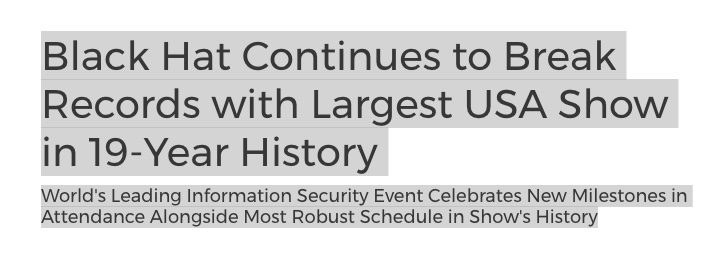 Black Hat Continues to Break
Records with Largest USA Show
in 19-Year History
World's Leading Information Security Event Celebrates New Milestones in
Attendance Alongside Most Robust Schedule in Show's History